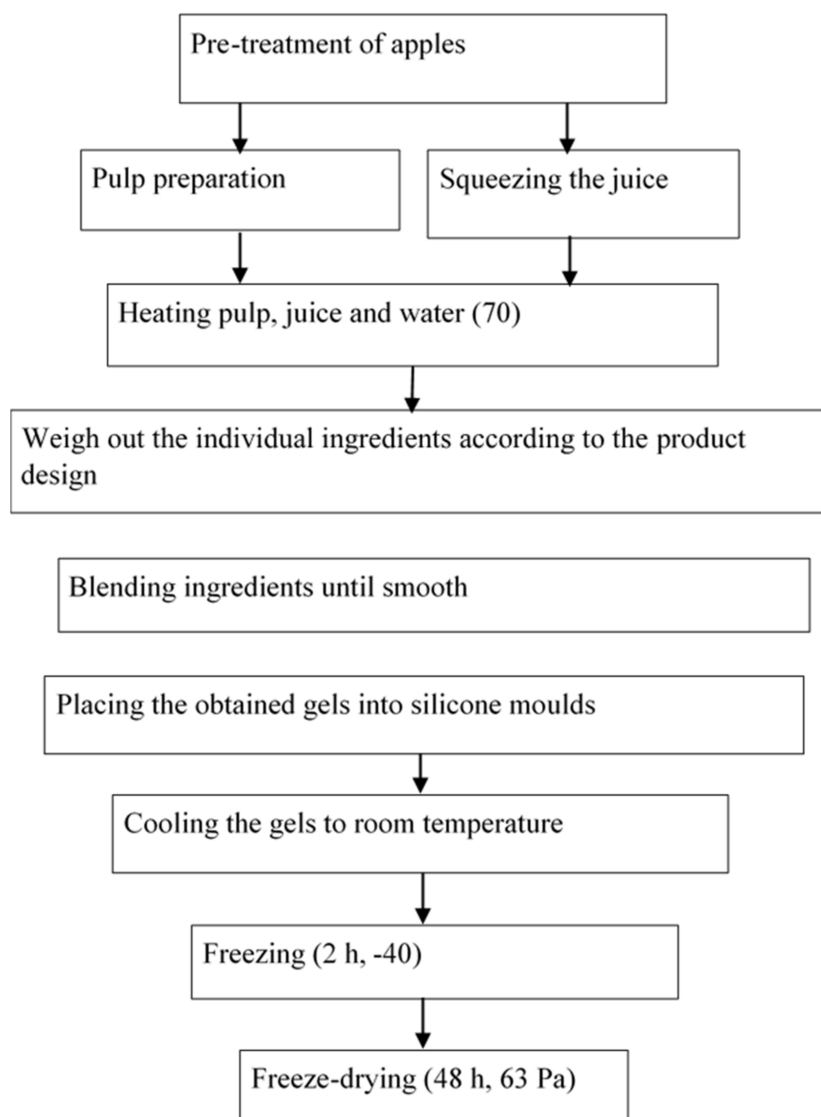 Pre-treatment of apples
Pulp preparation
Squeezing the juice
Heating pulp, juice and water (70)
Weigh out the individual ingredients according to the product
design
Blending ingredients until smooth
Placing the obtained gels into silicone moulds
Cooling the gels to room temperature
Freezing (2 h, -40)
Freeze-drying (48 h, 63 Pa)